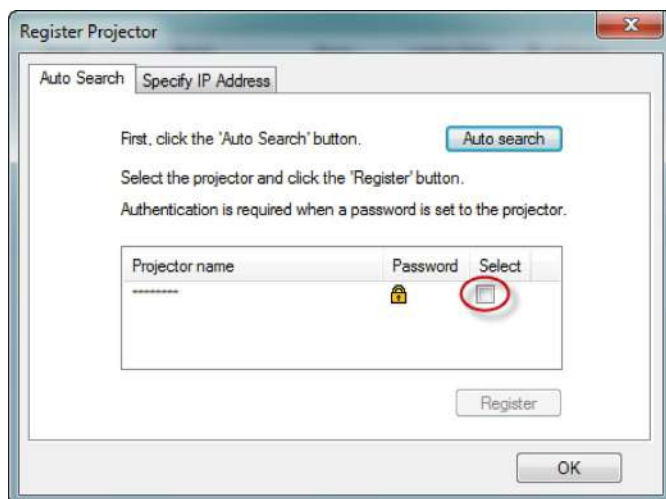 Register Projector
Auto Search
Specify IP Address
First, click the 'Auto Search' button.
Auto search
Select the projector and click the 'Register' button.
Authentication is required when a password is set to the projector.
Projector name
Password
Select
********
Register
OK